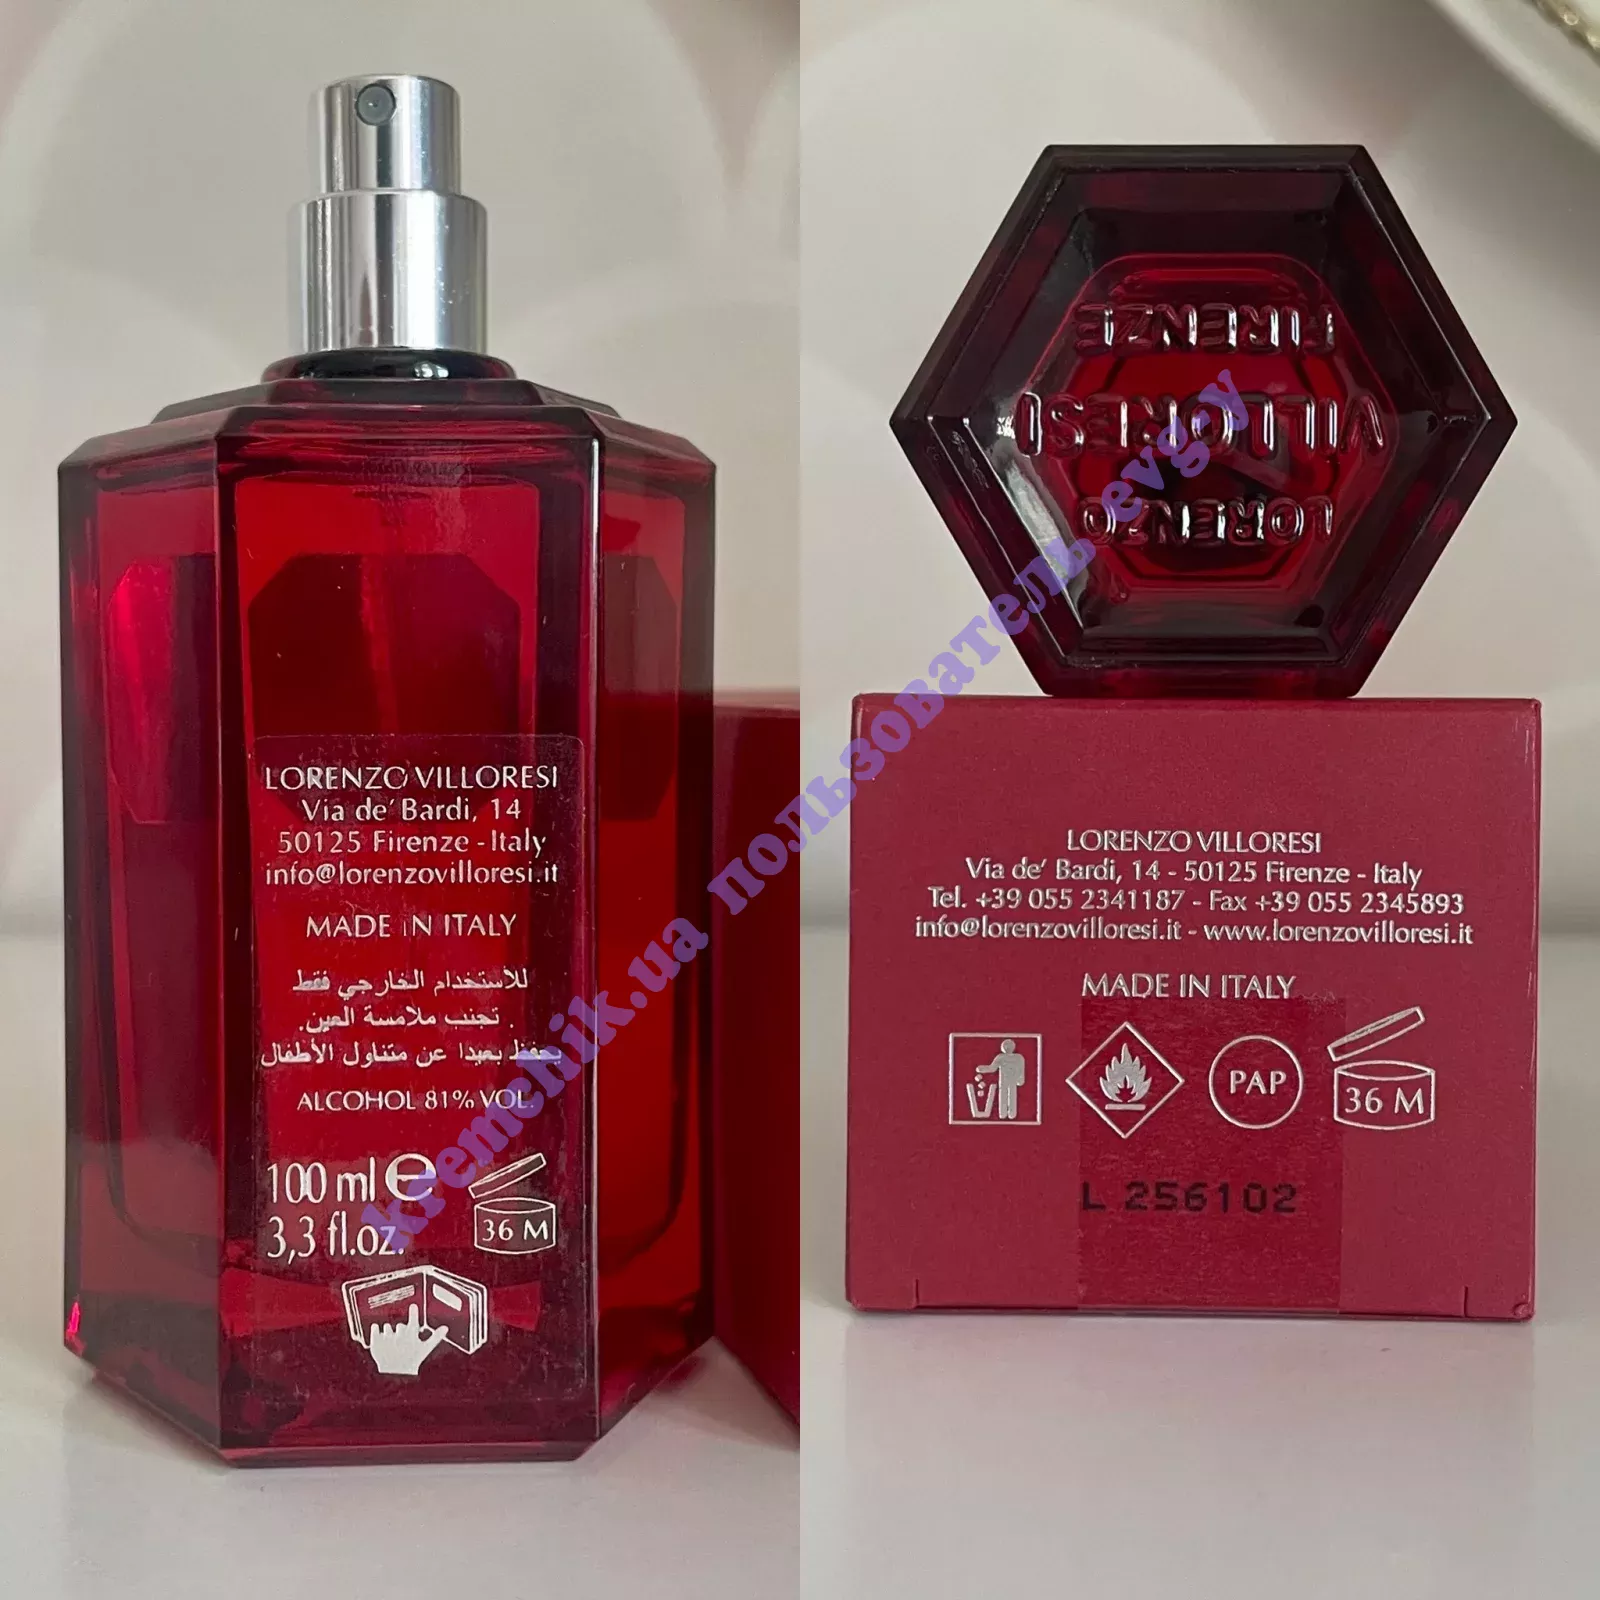 LORENZO VILLORESI
Via de' Bardi, 14
50125 Firenze - Italy
info@lorenzovilloresi.it
MADE IN ITALY
للأستخدام الخارجي فقط
. تجنب ملامسة العين.
يحفظ بعيدا عن متناول الأطفال
ALCOHOL 81% VOL.
100 ml e
3,3 fl.oz.
36 M
FIRENZE
VILLORESI
LORENZO
LORENZO VILLORESI
Via de' Bardi, 14 - 50125 Firenze - Italy
Tel. +39 055 2341187 - Fax +39 055 2345893
info@lorenzovilloresi.it - www.lorenzovilloresi.it
MADE IN ITALY
PAP
36 M
L 256102
kremchik.ua пользователь evgcy